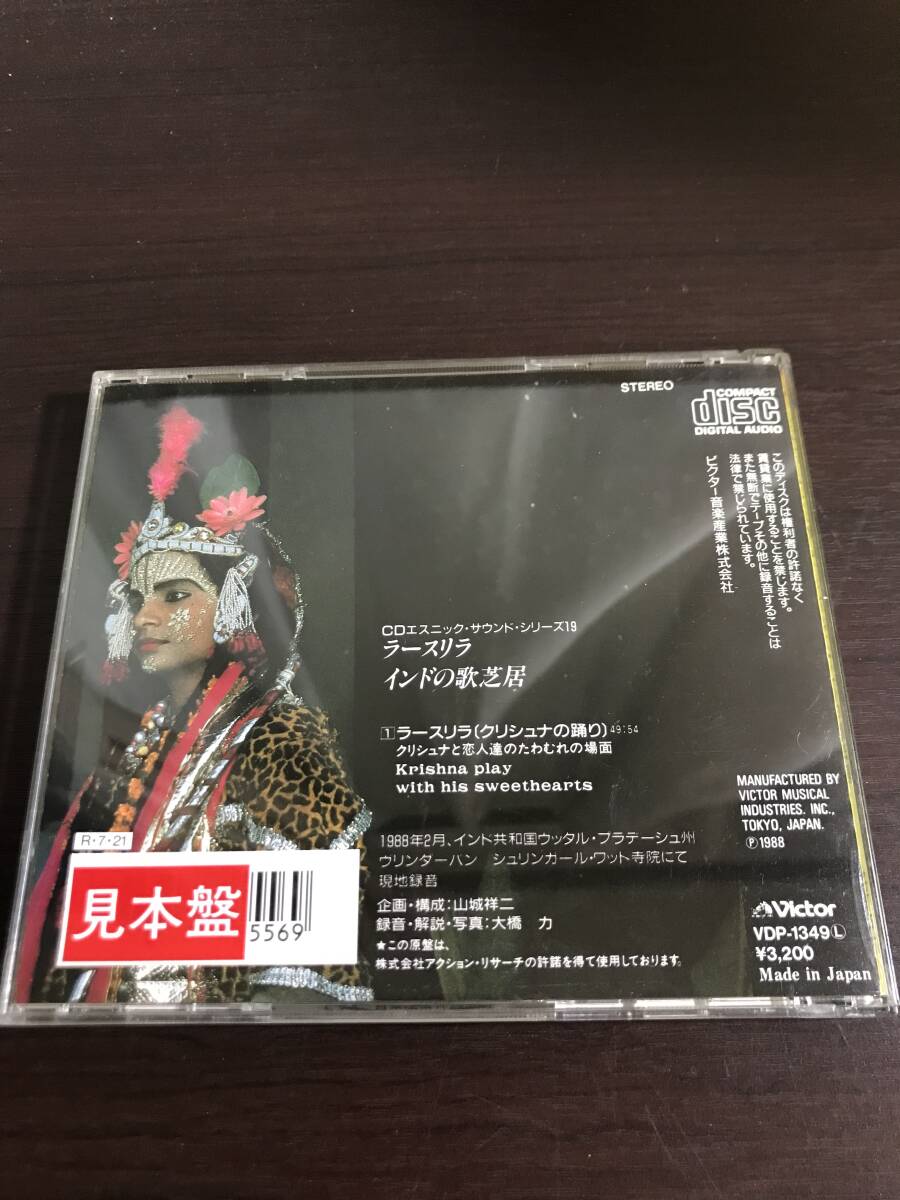 STEREO
COMPACT
disc
DIGITAL AUDIO
このディスクは権利者の許諾なく
賃貸業に使用することを禁じます。
また無断でテープその他に録音することは
法律で禁じられています。
ビクター音楽産業株式会社
CDエスニック・サウンド・シリーズ19
ラースリラ
インドの歌芝居
1 ラースリラ(クリシュナの踊り) 49:54
クリシュナと恋人達のたわむれの場面
Krishna play
with his sweethearts
MANUFACTURED BY
VICTOR MUSICAL
INDUSTRIES. INC.,
TOKYO, JAPAN.
Ⓟ1988
1988年2月、インド共和国ウッタル・プラデーシュ州
ウリンダーハン シュリンガール・ワット寺院にて
現地録音
企画・構成:山城祥二
録音・解説・写真:大橋 力
★この原盤は、
株式会社アクション・リサーチの許諾を得て使用しております。
R・7・21
見本盤
5569
Victor
VDP-1349Ⓛ
¥3,200
Made in Japan